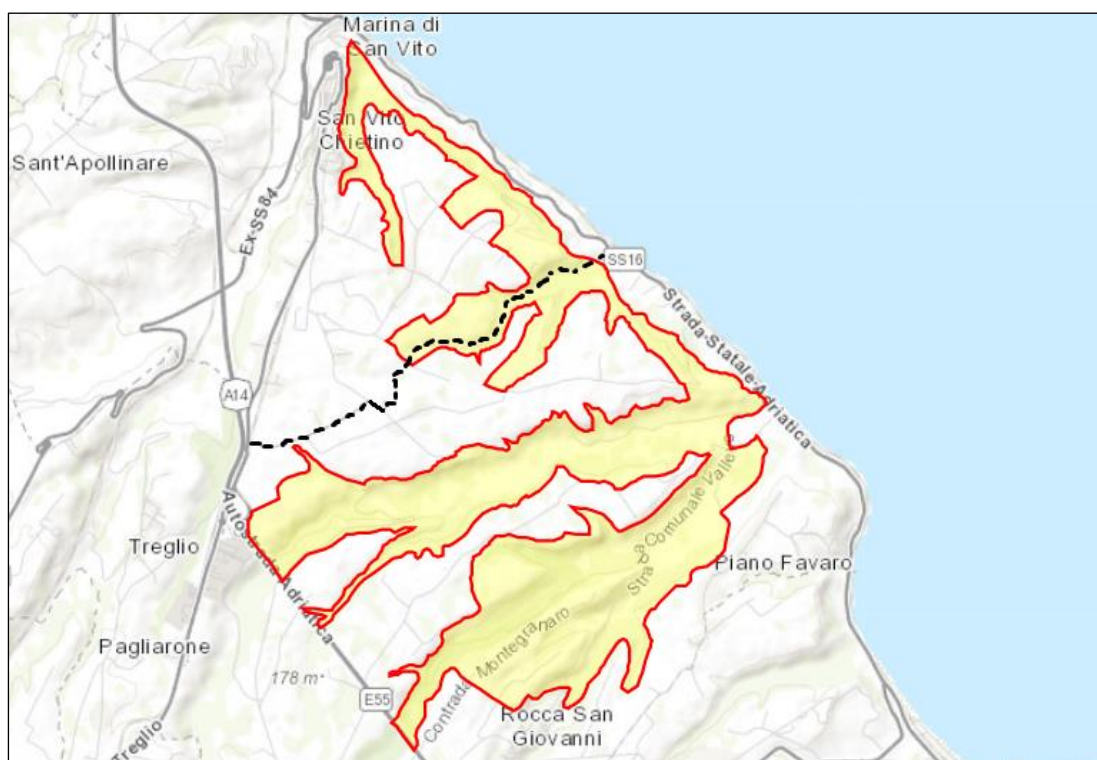 Marina di
San Vito
San Vito
Chietino
Sant'Apollinare
Ex-SS84
SS16
Strada-Statale-Adriatica
A14
Autostrada Adriatica
Treglio
Strada Comunale Valle
Piano Favaro
Pagliarone
Contrada Montegranaro
178 m
E55
Rocca San
Giovanni
Treglio